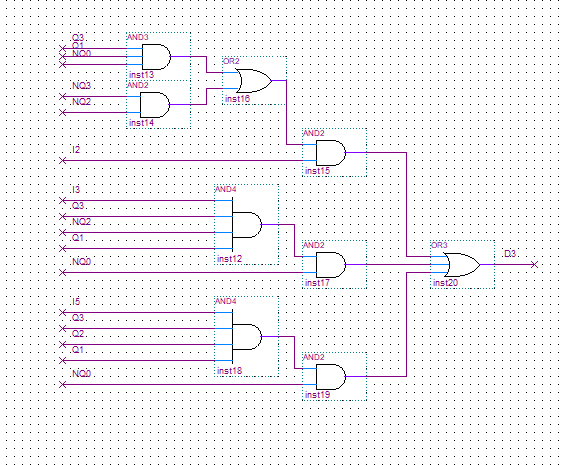 Q3
Q1
NQ0
AND3
inst13
NQ3
NQ2
AND2
inst14
OR2
inst16
I2
AND2
inst15
I3
Q3
NQ2
Q1
NQ0
AND4
inst12
AND2
inst17
OR3
inst20
D3
I5
Q3
Q2
Q1
NQ0
AND4
inst18
AND2
inst19